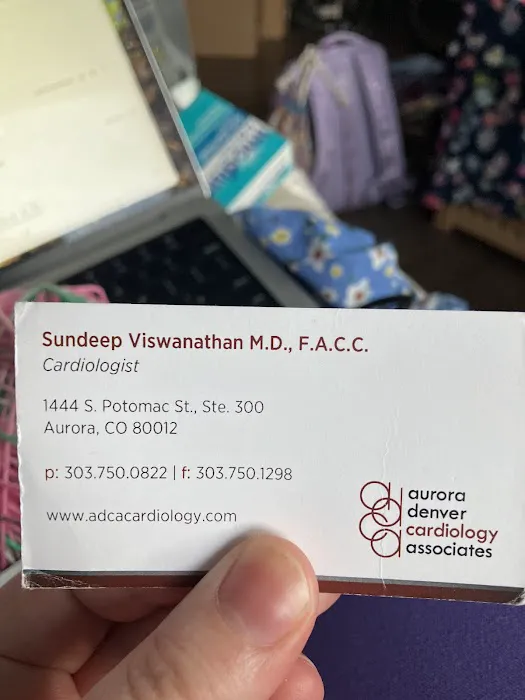 Sundeep Viswanathan M.D., F.A.C.C.
Cardiologist
1444 S. Potomac St., Ste. 300
Aurora, CO 80012
p: 303.750.0822 | f: 303.750.1298
www.adcacardiology.com
aurora
denver
cardiology
associates